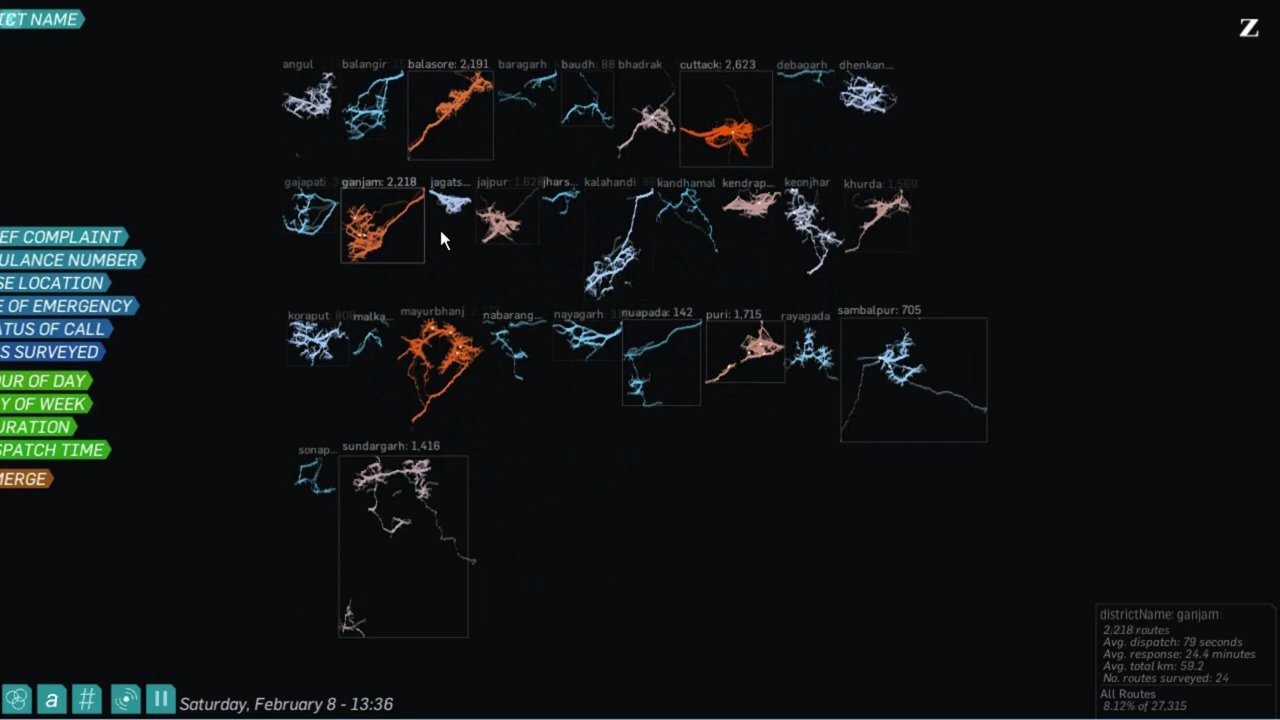 ICT NAME
Z
angul balangir balasore: 2,191 baragarh baudh: 88 bhadrak cuttack: 2,623 debagarh dhenkan...
gajapati ganjam: 2,218 jagats... jajpur: jhars... kalahandi kandhamal kendrap... keonjhar khurda: 1,569
EF COMPLAINT
ULANCE NUMBER
SE LOCATION
E OF EMERGENCY
ATUS OF CALL
S SURVEYED
koraput: malka... mayurbhanj nabarang... nayagarh nuapada: 142 puri: 1,715 rayagada sambalpur: 705
OUR OF DAY
Y OF WEEK
URATION
SPATCH TIME
MERGE
sonap... sundargarh: 1,416
districtName: ganjam
2,218 routes
Avg. dispatch: 79 seconds
Avg. response: 24.4 minutes
Avg. total km: 59.2
No. routes surveyed: 24
All Routes
8.12% of 27,315
a # Saturday, February 8 - 13:36